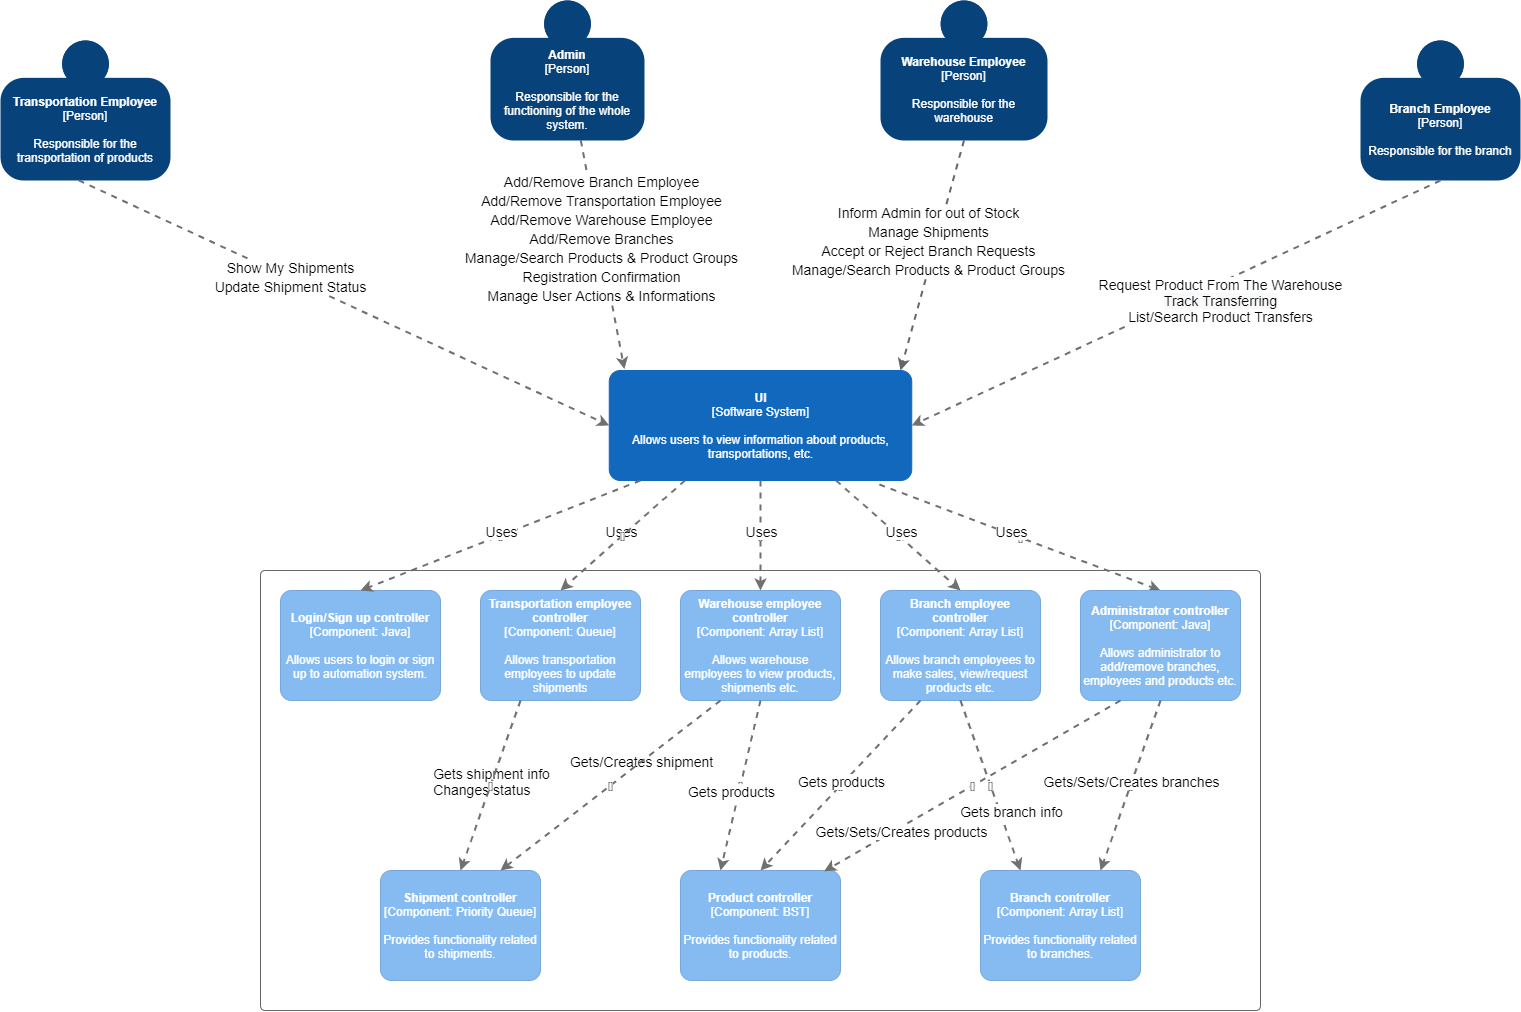 Transportation Employee
[Person]
Responsible for the
transportation of products
Admin
[Person]
Responsible for the
functioning of the whole
system.
Warehouse Employee
[Person]
Responsible for the
warehouse
Branch Employee
[Person]
Responsible for the branch
Show My Shipments
Update Shipment Status
Add/Remove Branch Employee
Add/Remove Transportation Employee
Add/Remove Warehouse Employee
Add/Remove Branches
Manage/Search Products & Product Groups
Registration Confirmation
Manage User Actions & Informations
Inform Admin for out of Stock
Manage Shipments
Accept or Reject Branch Requests
Manage/Search Products & Product Groups
Request Product From The Warehouse
Track Transferring
List/Search Product Transfers
UI
[Software System]
Allows users to view information about products,
transportations, etc.
Uses
Uses
Uses
Uses
Uses
Login/Sign up controller
[Component: Java]
Allows users to login or sign
up to automation system.
Transportation employee
controller
[Component: Queue]
Allows transportation
employees to update
shipments
Warehouse employee
controller
[Component: Array List]
Allows warehouse
employees to view products,
shipments etc.
Branch employee
controller
[Component: Array List]
Allows branch employees to
make sales, view/request
products etc.
Administrator controller
[Component: Java]
Allows administrator to
add/remove branches,
employees and products etc.
Gets shipment info
Changes status
Gets/Creates shipment
Gets products
Gets products
Gets/Sets/Creates products
Gets branch info
Gets/Sets/Creates branches
Shipment controller
[Component: Priority Queue]
Provides functionality related
to shipments.
Product controller
[Component: BST]
Provides functionality related
to products.
Branch controller
[Component: Array List]
Provides functionality related
to branches.